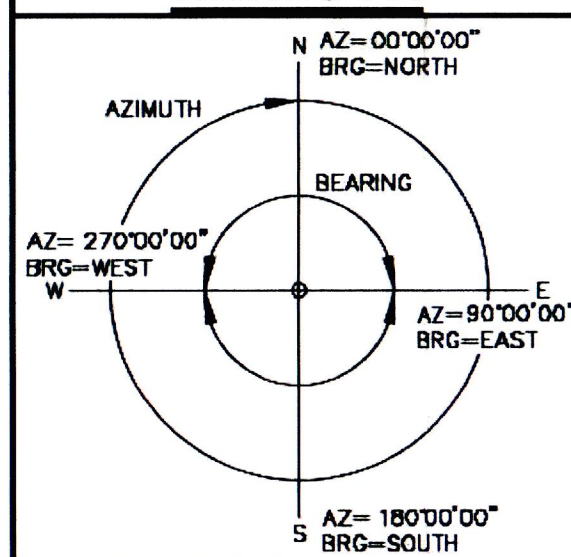 N AZ= 00°00'00"
BRG=NORTH
AZIMUTH
BEARING
AZ= 270°00'00"
BRG=WEST
W
E
AZ=90°00'00"
BRG=EAST
S AZ= 180°00'00"
BRG=SOUTH